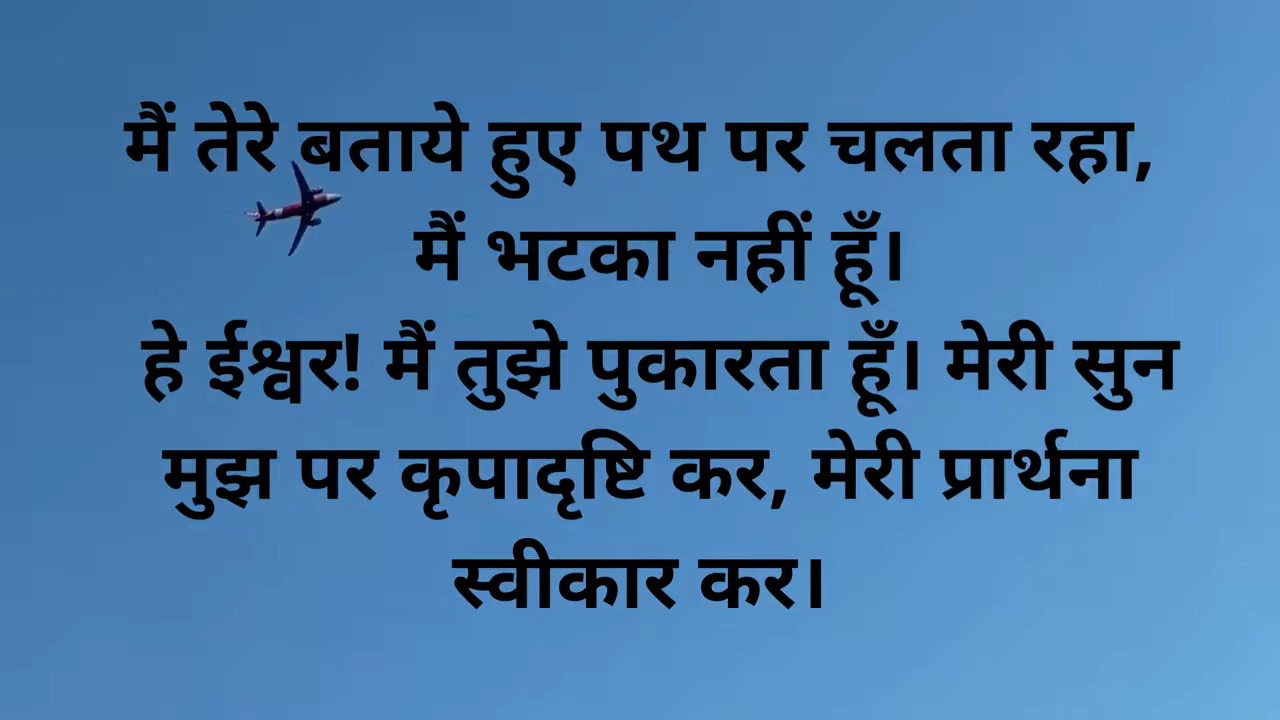 मैं तेरे बताये हुए पथ पर चलता रहा,
मैं भटका नहीं हूँ।
हे ईश्वर! मैं तुझे पुकारता हूँ। मेरी सुन
मुझ पर कृपादृष्टि कर, मेरी प्रार्थना
स्वीकार कर।